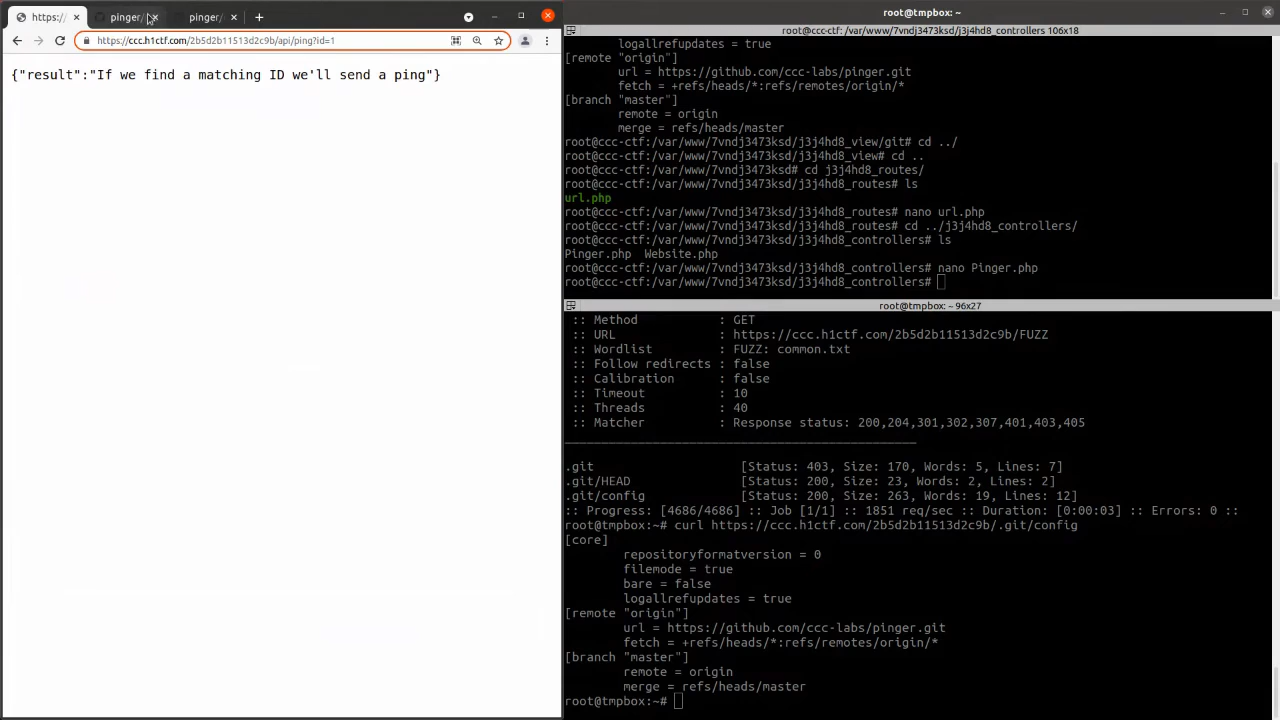 https://
pinger/
pinger/
https://ccc.h1ctf.com/2b5d2b11513d2c9b/api/ping?id=1
{"result":"If we find a matching ID we'll send a ping"}
root@tmpbox: ~
root@ccc-ctf: /var/www/7vndj3473ksd/j3j4hd8_controllers 106x18
logallrefupdates = true
[remote "origin"]
url = https://github.com/ccc-labs/pinger.git
fetch = +refs/heads/*:refs/remotes/origin/*
[branch "master"]
remote = origin
merge = refs/heads/master
root@ccc-ctf:/var/www/7vndj3473ksd/j3j4hd8_view/git# cd ../
root@ccc-ctf:/var/www/7vndj3473ksd/j3j4hd8_view# cd ..
root@ccc-ctf:/var/www/7vndj3473ksd# cd j3j4hd8_routes/
root@ccc-ctf:/var/www/7vndj3473ksd/j3j4hd8_routes# ls
url.php
root@ccc-ctf:/var/www/7vndj3473ksd/j3j4hd8_routes# nano url.php
root@ccc-ctf:/var/www/7vndj3473ksd/j3j4hd8_routes# cd ../j3j4hd8_controllers/
root@ccc-ctf:/var/www/7vndj3473ksd/j3j4hd8_controllers# ls
Pinger.php  Website.php
root@ccc-ctf:/var/www/7vndj3473ksd/j3j4hd8_controllers# nano Pinger.php
root@ccc-ctf:/var/www/7vndj3473ksd/j3j4hd8_controllers#
root@tmpbox: ~ 96x27
:: Method           : GET
:: URL              : https://ccc.h1ctf.com/2b5d2b11513d2c9b/FUZZ
:: Wordlist         : FUZZ: common.txt
:: Follow redirects : false
:: Calibration      : false
:: Timeout          : 10
:: Threads          : 40
:: Matcher          : Response status: 200,204,301,302,307,401,403,405
________________________________________________
.git                    [Status: 403, Size: 170, Words: 5, Lines: 7]
.git/HEAD               [Status: 200, Size: 23, Words: 2, Lines: 2]
.git/config             [Status: 200, Size: 263, Words: 19, Lines: 12]
:: Progress: [4686/4686] :: Job [1/1] :: 1851 req/sec :: Duration: [0:00:03] :: Errors: 0 ::
root@tmpbox:~# curl https://ccc.h1ctf.com/2b5d2b11513d2c9b/.git/config
[core]
repositoryformatversion = 0
filemode = true
bare = false
logallrefupdates = true
[remote "origin"]
url = https://github.com/ccc-labs/pinger.git
fetch = +refs/heads/*:refs/remotes/origin/*
[branch "master"]
remote = origin
merge = refs/heads/master
root@tmpbox:~#